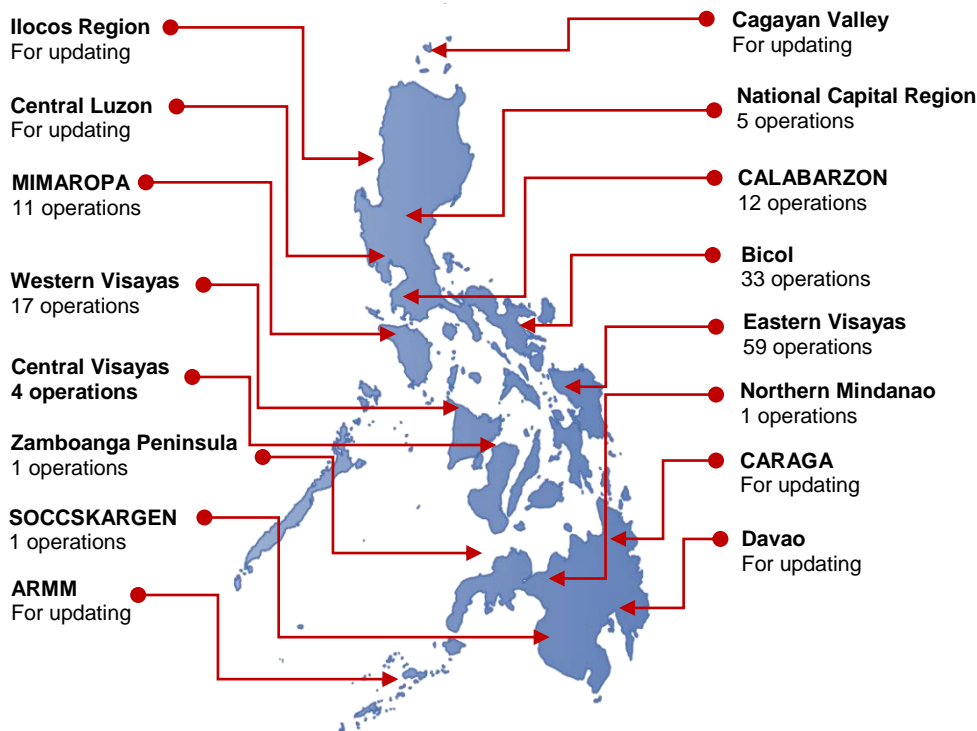 Ilocos Region
For updating
Central Luzon
For updating
MIMAROPA
11 operations
Western Visayas
17 operations
Central Visayas
4 operations
Zamboanga Peninsula
1 operations
SOCCSKARGEN
1 operations
ARMM
For updating
Cagayan Valley
For updating
National Capital Region
5 operations
CALABARZON
12 operations
Bicol
33 operations
Eastern Visayas
59 operations
Northern Mindanao
1 operations
CARAGA
For updating
Davao
For updating